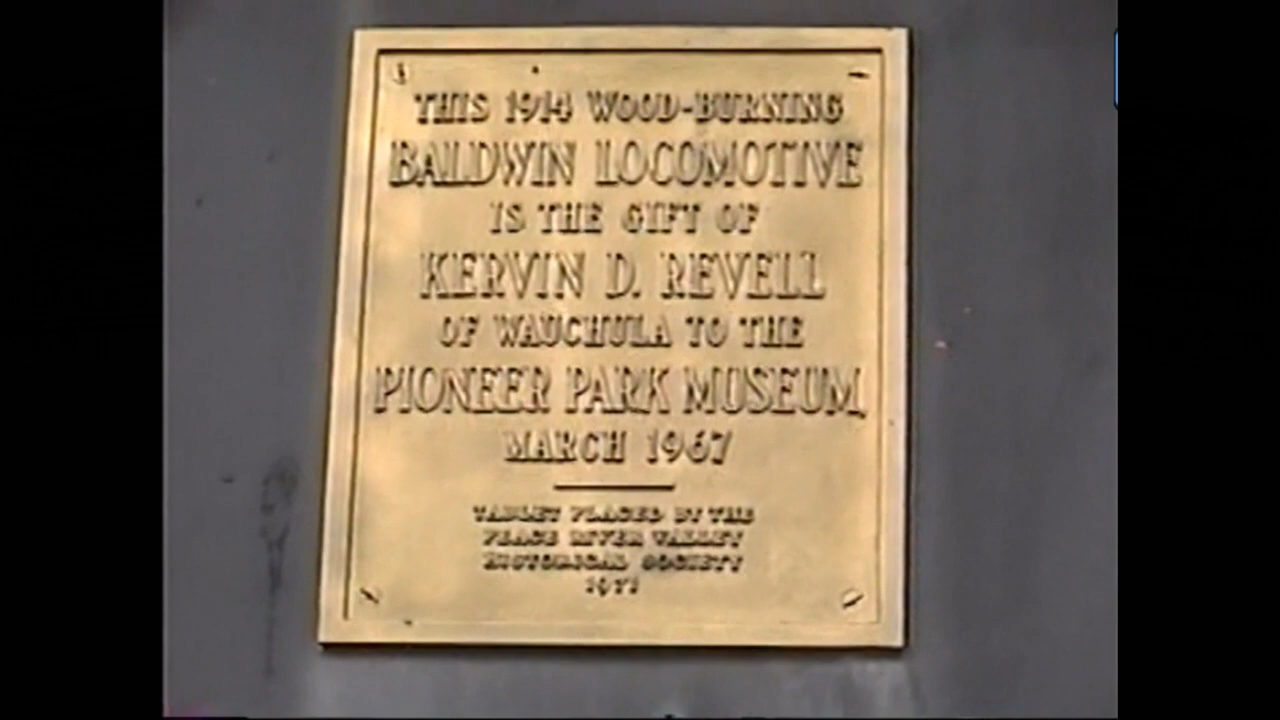 THIS 1914 WOOD-BURNING
BALDWIN LOCOMOTIVE
IS THE GIFT OF
KERVIN D. REVELL
OF WAUCHULA TO THE
PIONEER PARK MUSEUM,
MARCH 1967
TABLET PLACED BY THE
PEACE RIVER VALLEY
HISTORICAL SOCIETY
1971